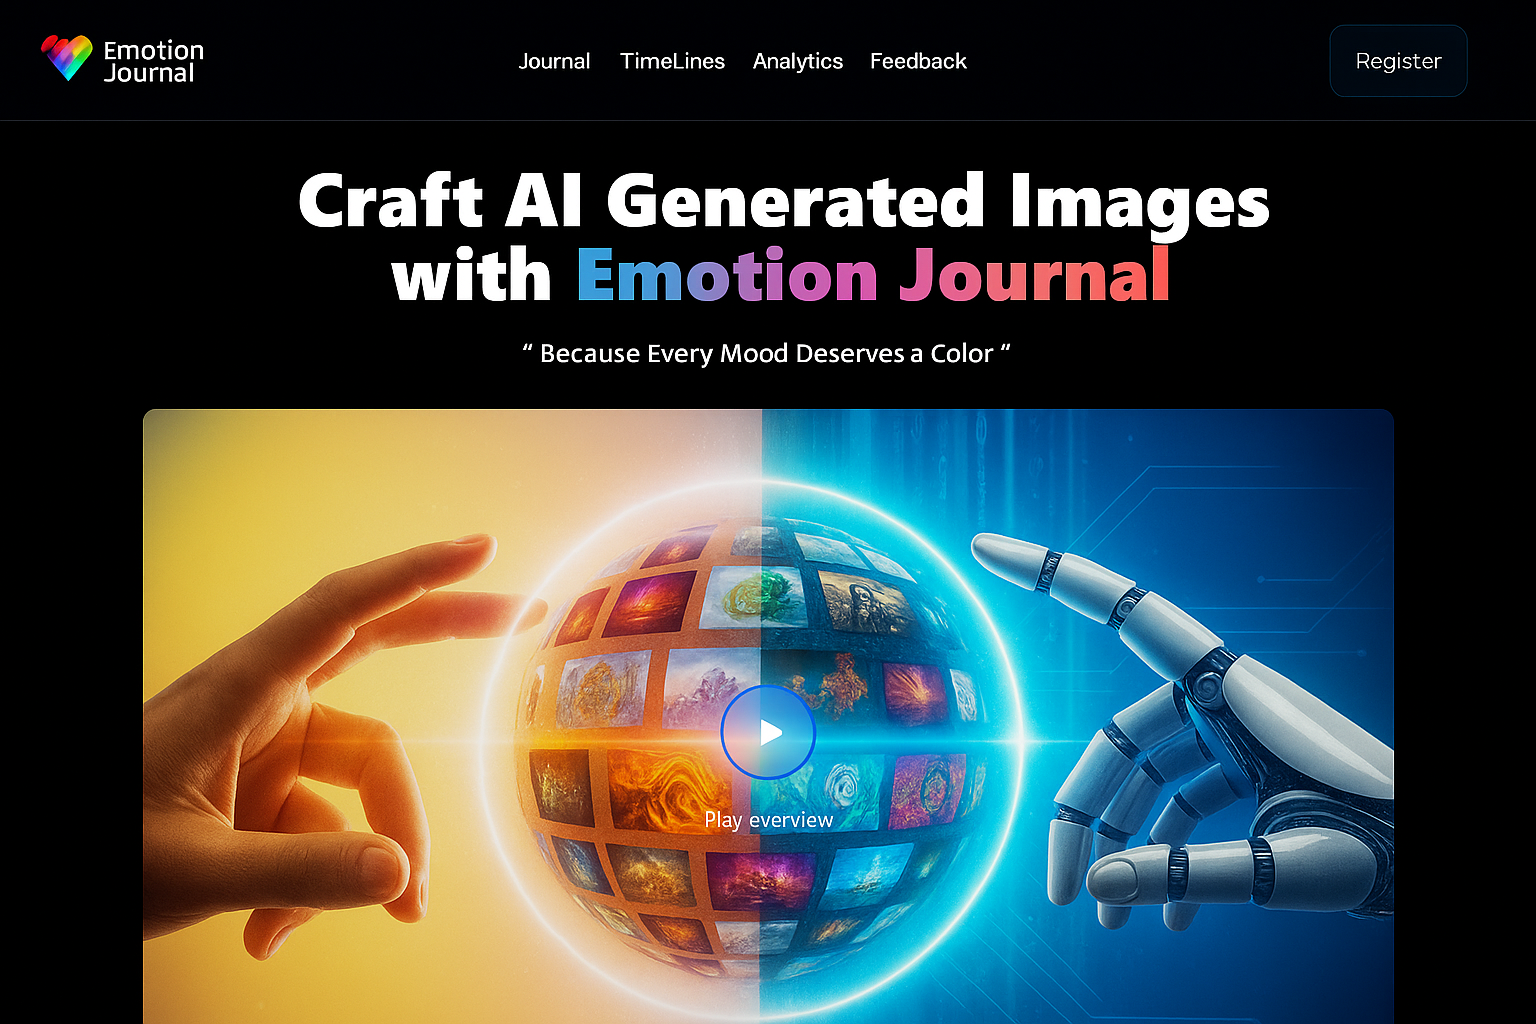 Emotion
Journal
Journal TimeLines Analytics Feedback
Register
Craft AI Generated Images
with Emotion Journal
“ Because Every Mood Deserves a Color ”
Play everview